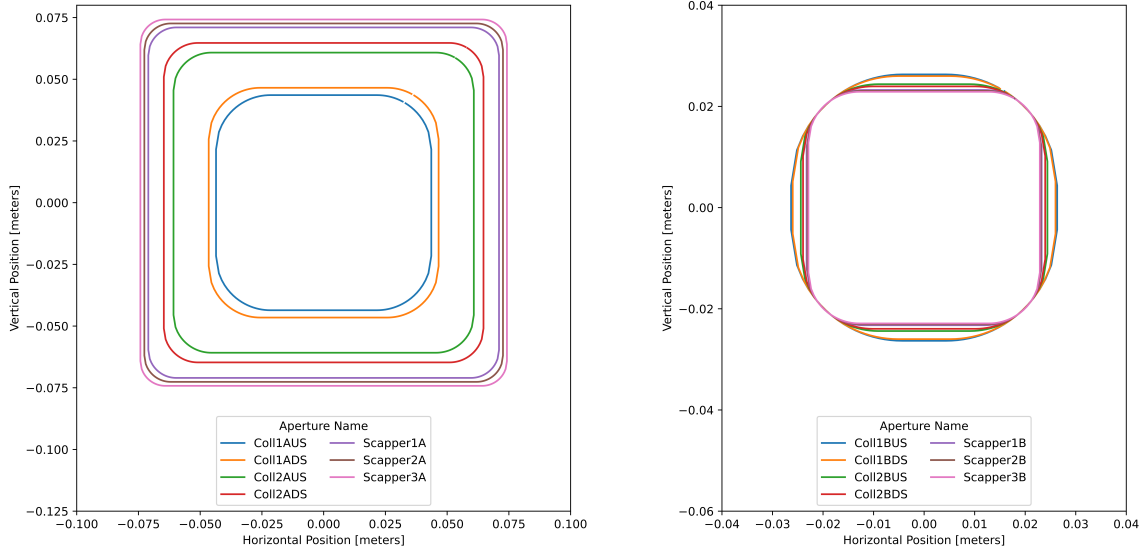 0.075
0.050
0.025
0.000
−0.025
−0.050
−0.075
−0.100
−0.125
Vertical Position [meters]
−0.100 −0.075 −0.050 −0.025 0.000 0.025 0.050 0.075 0.100
Horizontal Position [meters]
Aperture Name
Coll1AUS Scapper1A
Coll1ADS Scapper2A
Coll2AUS Scapper3A
Coll2ADS
0.04
0.02
0.00
−0.02
−0.04
−0.06
Vertical Position [meters]
−0.04 −0.03 −0.02 −0.01 0.00 0.01 0.02 0.03 0.04
Horizontal Position [meters]
Aperture Name
Coll1BUS Scapper1B
Coll1BDS Scapper2B
Coll2BUS Scapper3B
Coll2BDS